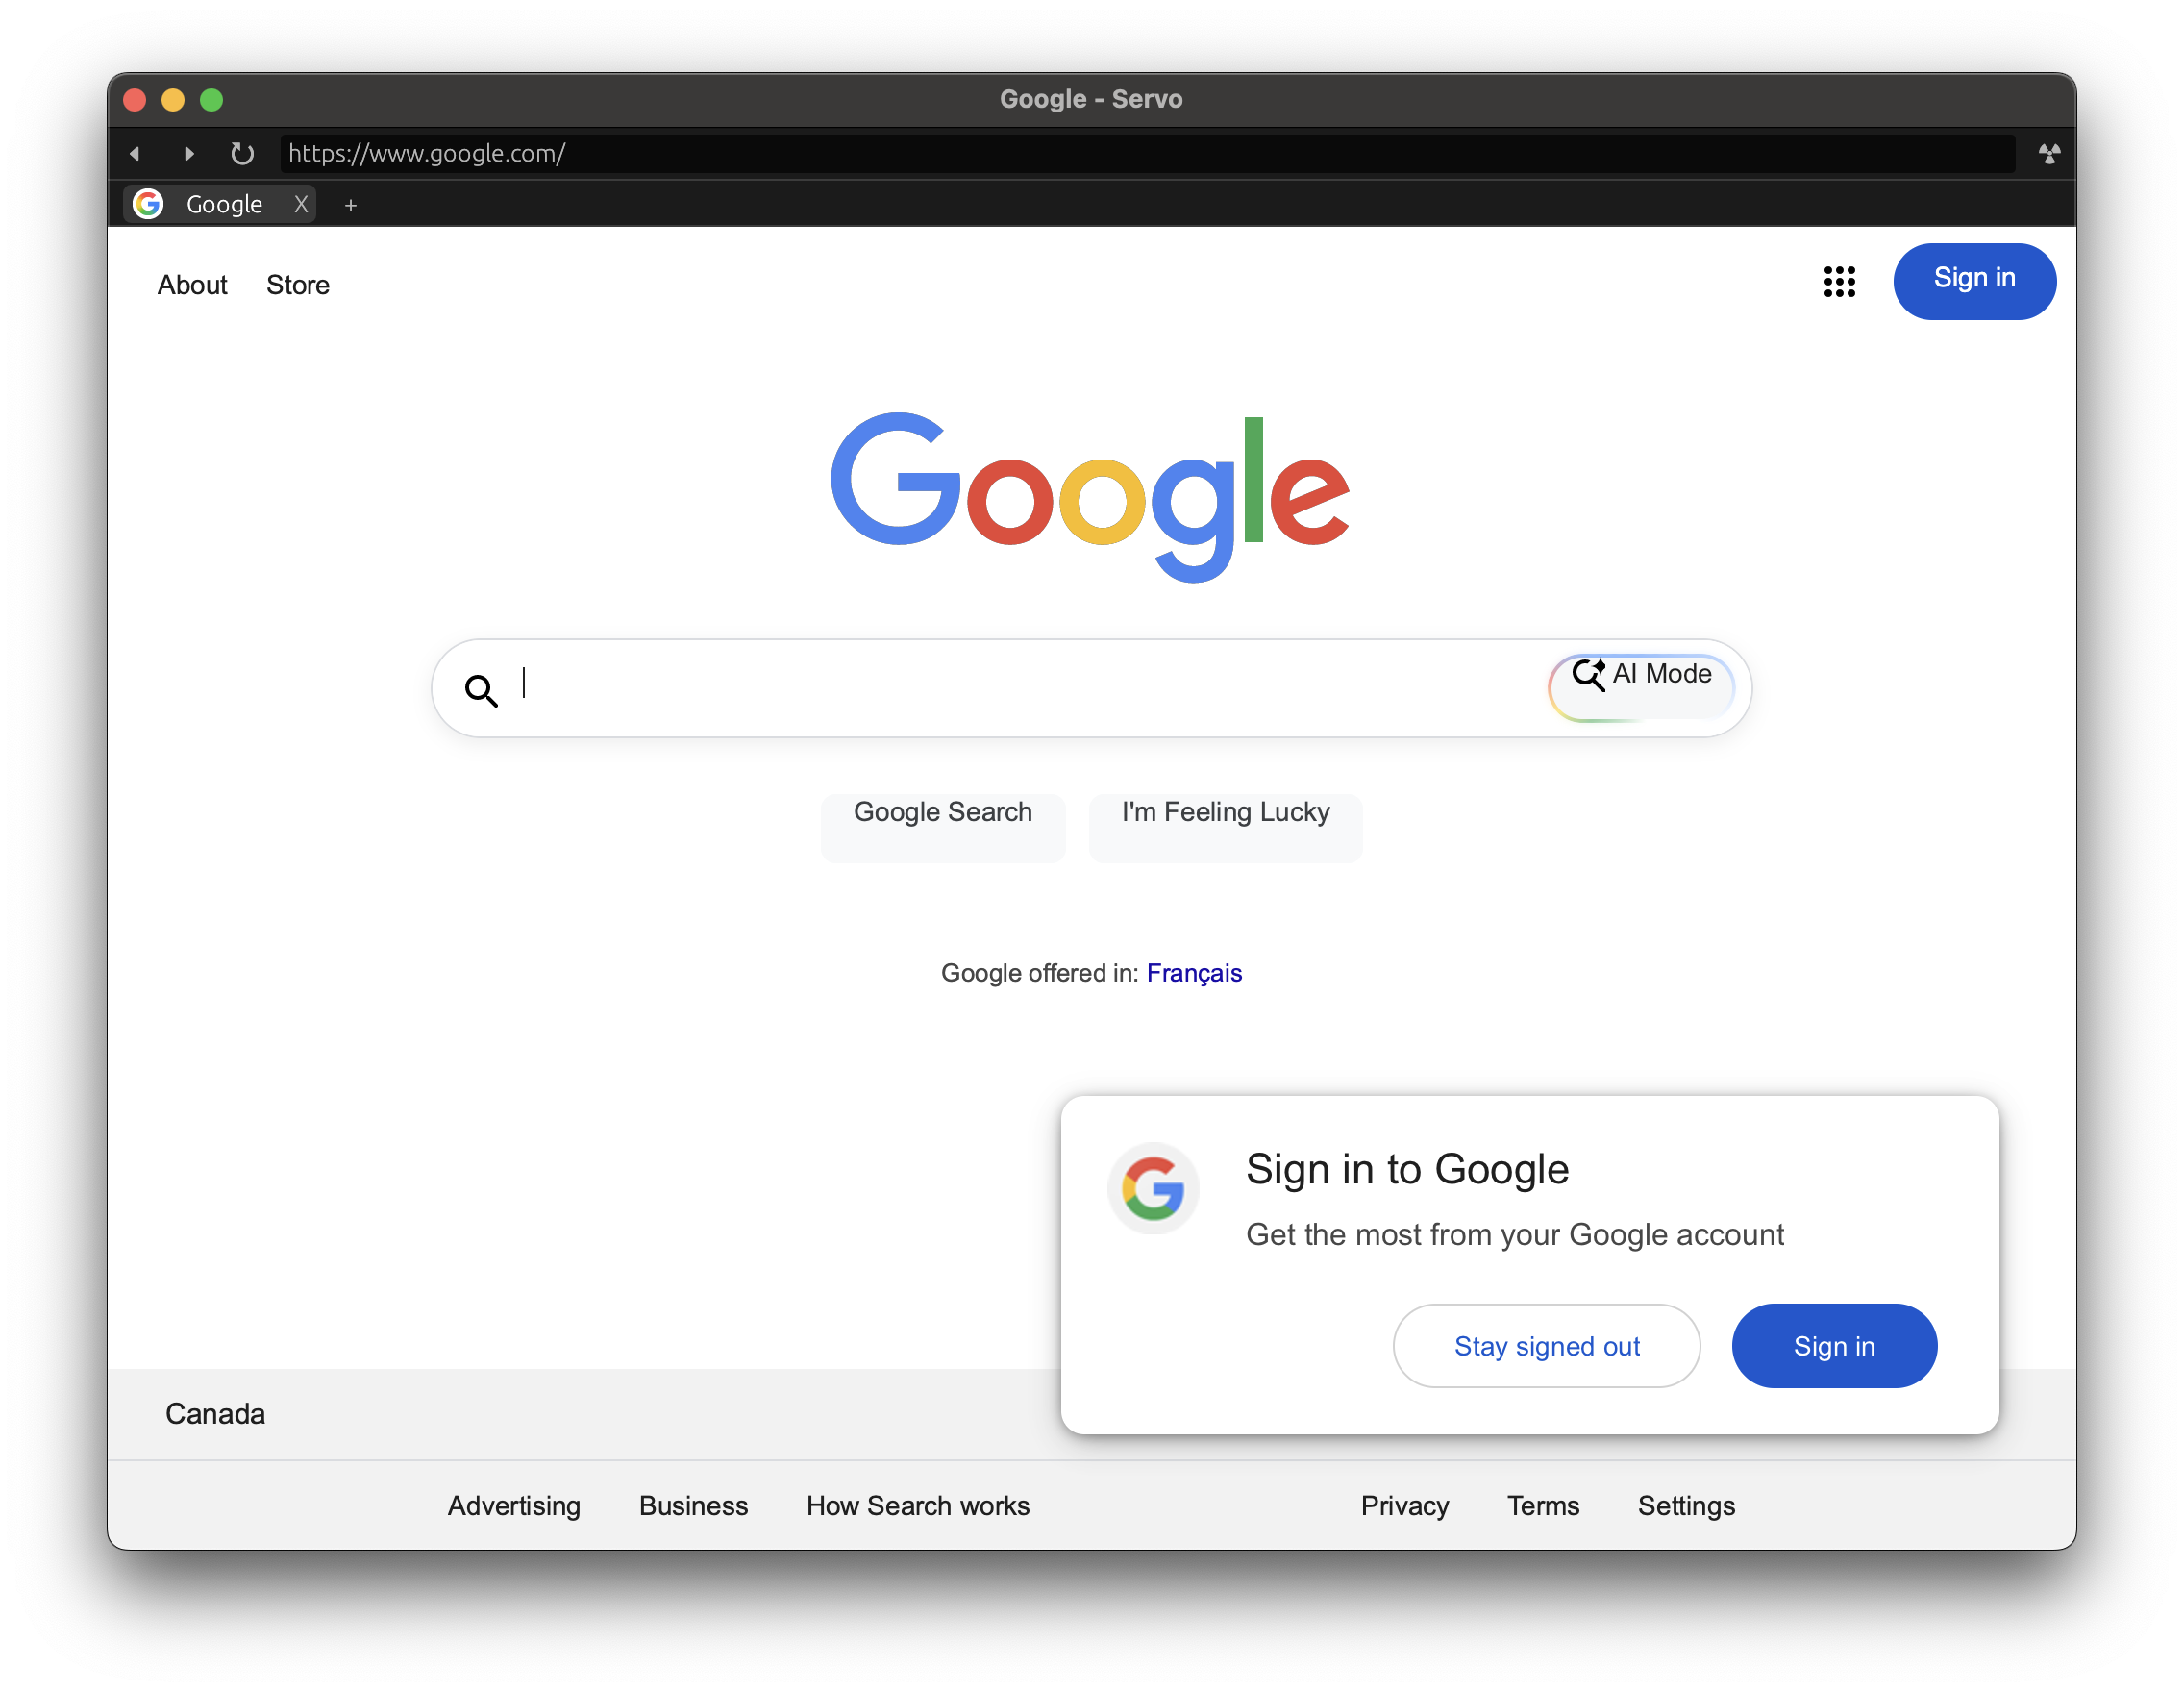 Google - Servo
https://www.google.com/
Google X +
About Store Sign in
Google
AI Mode
Google Search I'm Feeling Lucky
Google offered in: Français
Sign in to Google
Get the most from your Google account
Stay signed out Sign in
Canada
Advertising Business How Search works Privacy Terms Settings